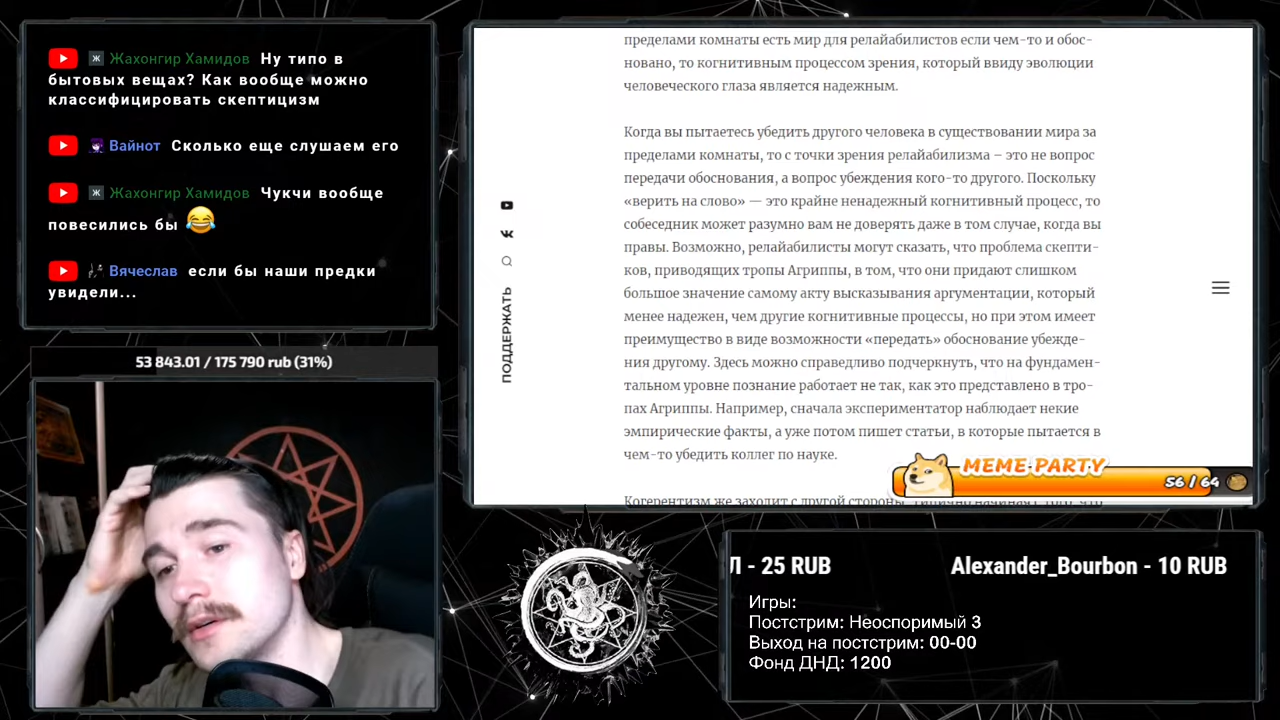 Жахонгир Хамидов Ну типо в
бытовых вещах? Как вообще можно
классифицировать скептицизм
Вайнот Сколько еще слушаем его
Жахонгир Хамидов Чукчи вообще
повесились бы 😂
Вячеслав если бы наши предки
увидели...
53 843.01 / 175 790 rub (31%)
ПОДДЕРЖАТЬ
пределами комнаты есть мир для релайабилистов если чем-то и обос-
новано, то когнитивным процессом зрения, который ввиду эволюции
человеческого глаза является надежным.
Когда вы пытаетесь убедить другого человека в существовании мира за
пределами комнаты, то с точки зрения релайабилизма – это не вопрос
передачи обоснования, а вопрос убеждения кого-то другого. Поскольку
«верить на слово» — это крайне ненадежный когнитивный процесс, то
собеседник может разумно вам не доверять даже в том случае, когда вы
правы. Возможно, релайабилисты могут сказать, что проблема скепти-
ков, приводящих тропы Агриппы, в том, что они придают слишком
большое значение самому акту высказывания аргументации, который
менее надежен, чем другие когнитивные процессы, но при этом имеет
преимущество в виде возможности «передать» обоснование убежде-
ния другому. Здесь можно справедливо подчеркнуть, что на фундамен-
тальном уровне познание работает не так, как это представлено в тро-
пах Агриппы. Например, сначала экспериментатор наблюдает некие
эмпирические факты, а уже потом пишет статьи, в которые пытается в
чем-то убедить коллег по науке.
Когерентизм же заходит с другой стороны, типично начиная с того, что
MEME PARTY
56 / 64
Л - 25 RUB
Alexander_Bourbon - 10 RUB
Игры:
Постстрим: Неоспоримый 3
Выход на постстрим: 00-00
Фонд ДНД: 1200